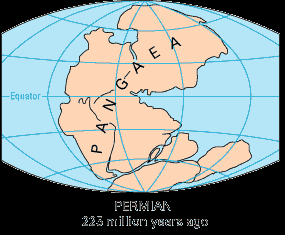 PANGAEA
Equator
PERMIAN
225 million years ago